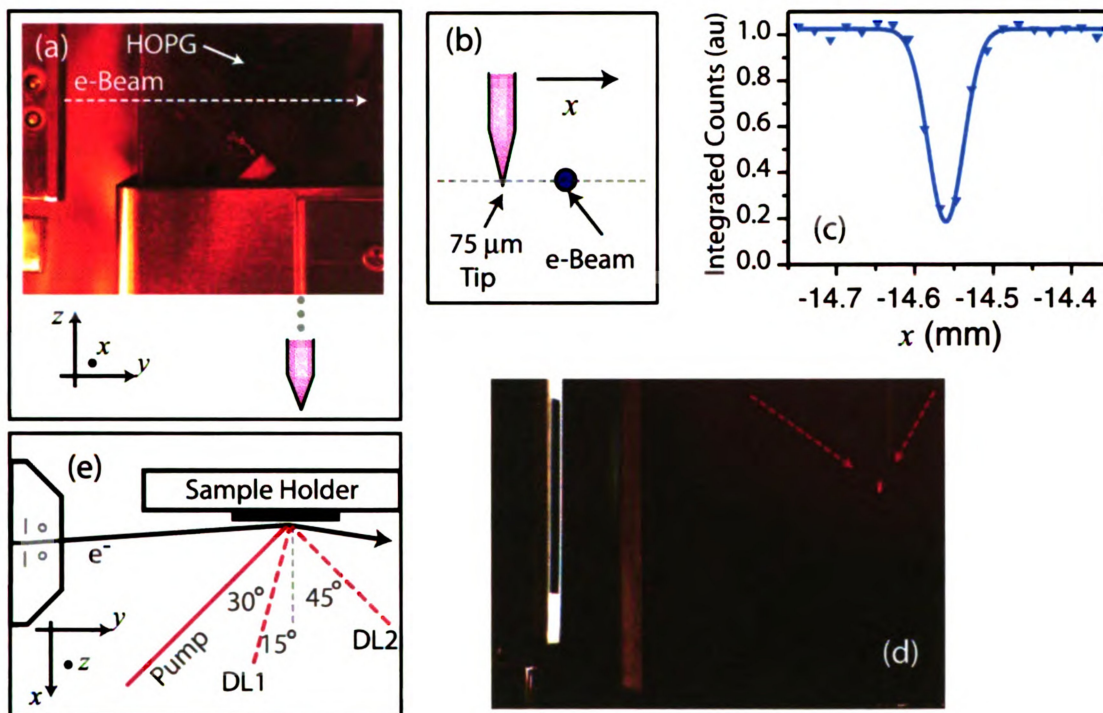 (a)
HOPG
e-Beam
z
x
y
(b)
x
75 μm
Tip
e-Beam
Integrated Counts (au)
1.0
0.8
0.6
0.4
0.2
0.0
(c)
-14.7 -14.6 -14.5 -14.4
x (mm)
(d)
(e)
Sample Holder
e⁻
30°
45°
15°
Pump
DL1
DL2
y
z
x